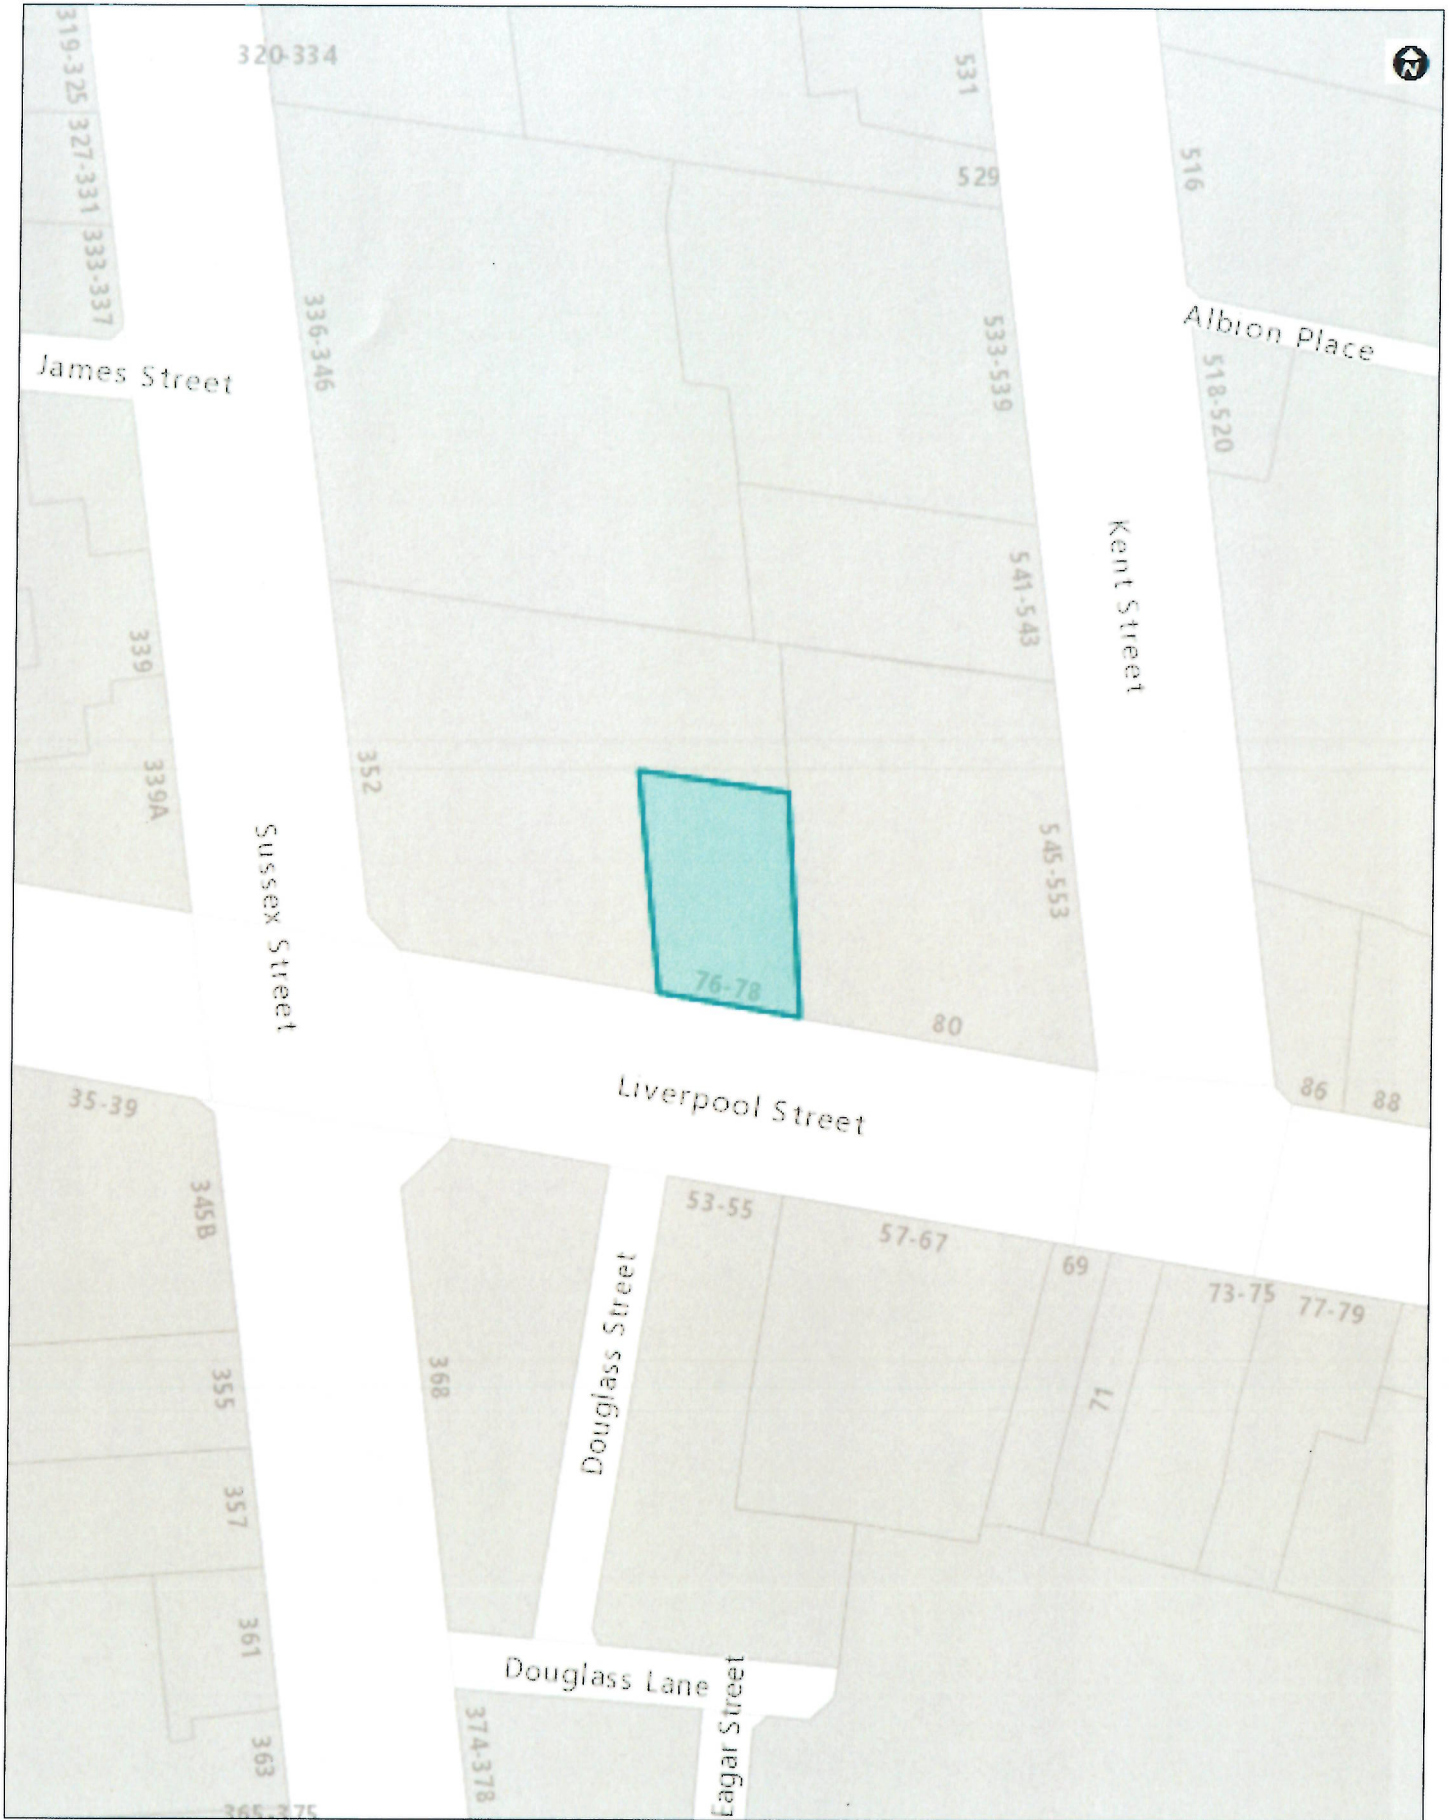 319-325
320-334
531
N
327-331
516
529
333-337
336-346
533-539
Albion Place
James Street
518-520
Kent Street
541-543
339
352
339A
Sussex Street
545-553
76-78
80
86
88
Liverpool Street
35-39
345B
53-55
57-67
69
73-75
77-79
Douglass Street
368
355
71
357
361
Douglass Lane
Eagar Street
374-378
363
365-375